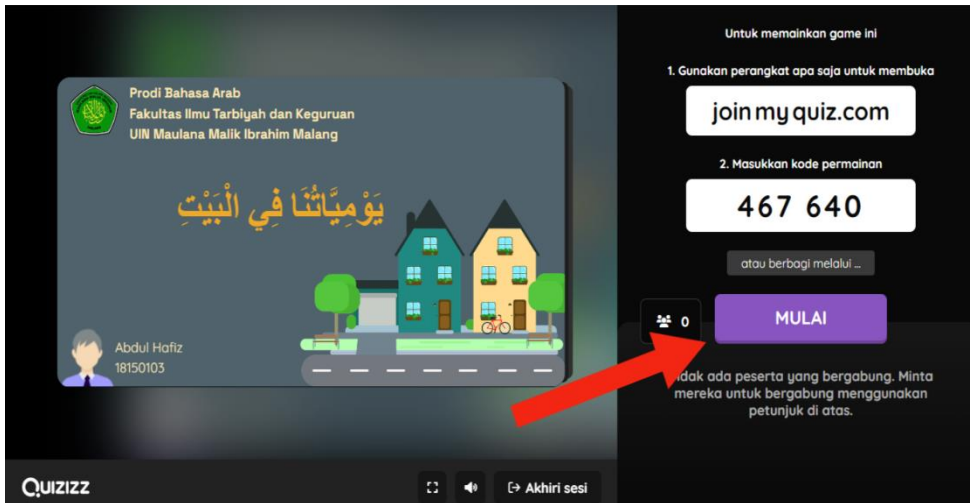 Prodi Bahasa Arab
Fakultas Ilmu Tarbiyah dan Keguruan
UIN Maulana Malik Ibrahim Malang
يَوْمِيَّاتُنَا فِي الْبَيْتِ
Abdul Hafiz
18150103
Quizizz
Akhiri sesi
Untuk memainkan game ini
1. Gunakan perangkat apa saja untuk membuka
joinmyquiz.com
2. Masukkan kode permainan
467 640
atau berbagi melalui ...
0
MULAI
dak ada peserta yang bergabung. Minta
mereka untuk bergabung menggunakan
petunjuk di atas.